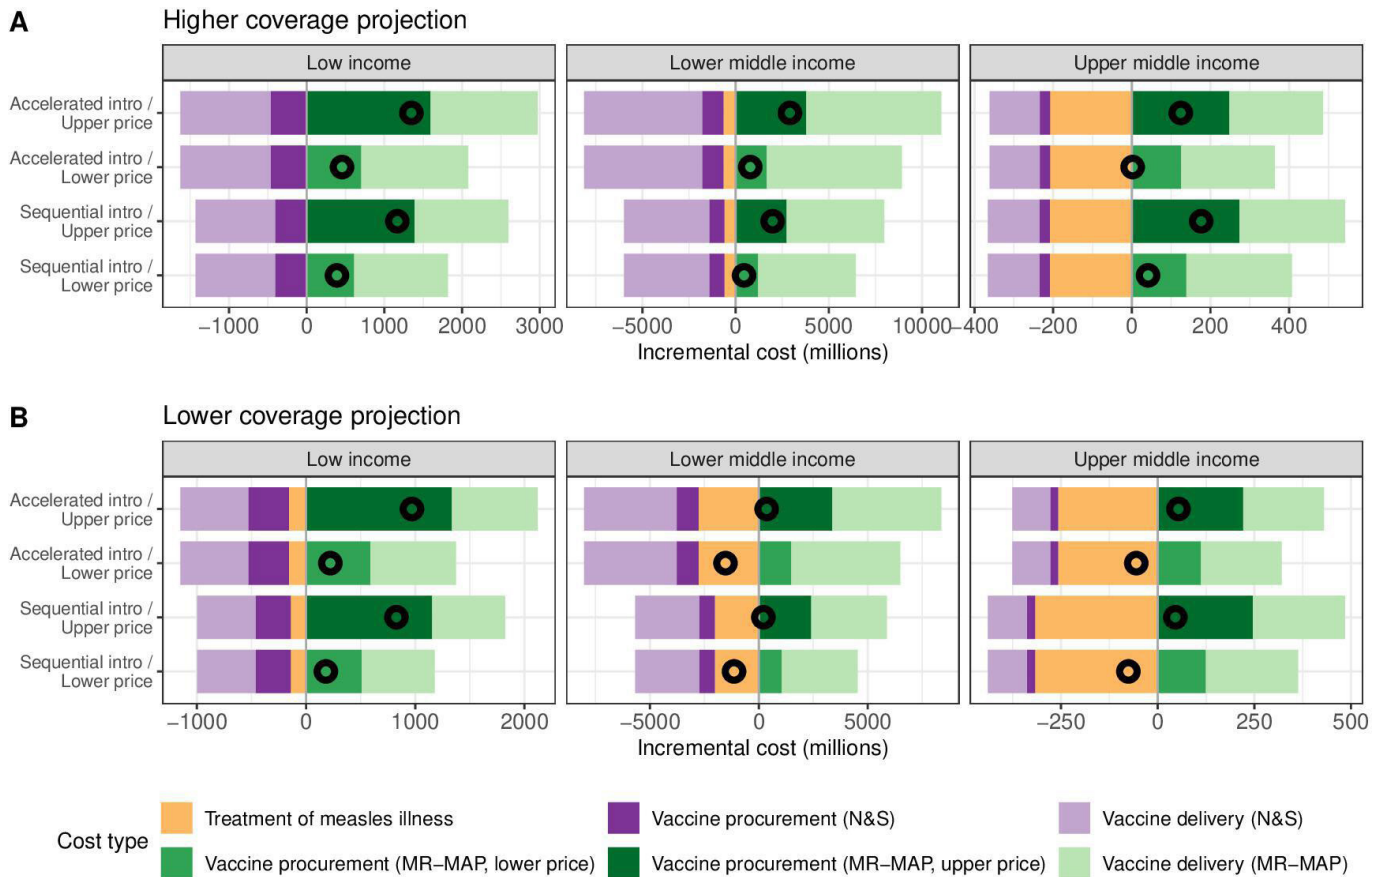 A
Higher coverage projection
Low income
Lower middle income
Upper middle income
Accelerated intro /
Upper price
Accelerated intro /
Lower price
Sequential intro /
Upper price
Sequential intro /
Lower price
−1000 0 1000 2000 3000
−5000 0 5000 10000
−400 −200 0 200 400
Incremental cost (millions)
B
Lower coverage projection
Low income
Lower middle income
Upper middle income
Accelerated intro /
Upper price
Accelerated intro /
Lower price
Sequential intro /
Upper price
Sequential intro /
Lower price
−1000 0 1000 2000
−5000 0 5000
−250 0 250 500
Incremental cost (millions)
Cost type
Treatment of measles illness
Vaccine procurement (N&S)
Vaccine delivery (N&S)
Vaccine procurement (MR−MAP, lower price)
Vaccine procurement (MR−MAP, upper price)
Vaccine delivery (MR−MAP)